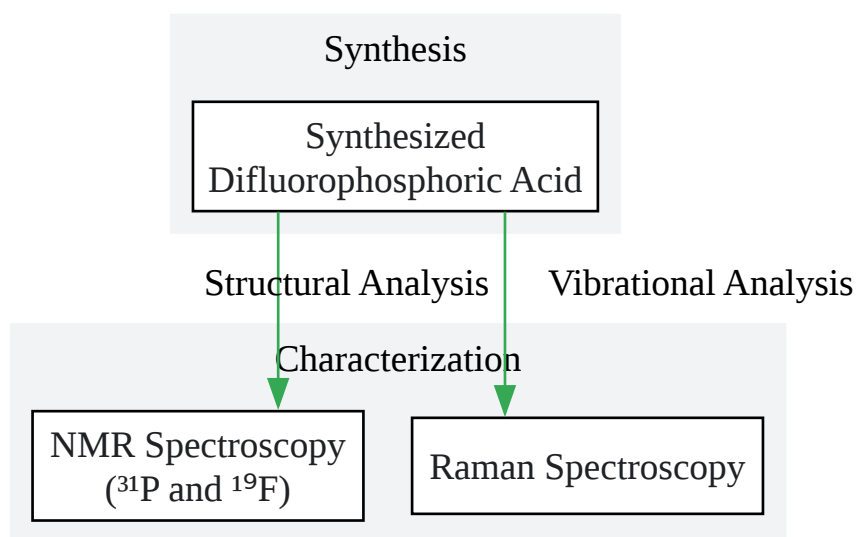 Synthesis
Synthesized
Difluorophosphoric Acid
Structural Analysis
Vibrational Analysis
Characterization
NMR Spectroscopy
(³¹P and ¹⁹F)
Raman Spectroscopy